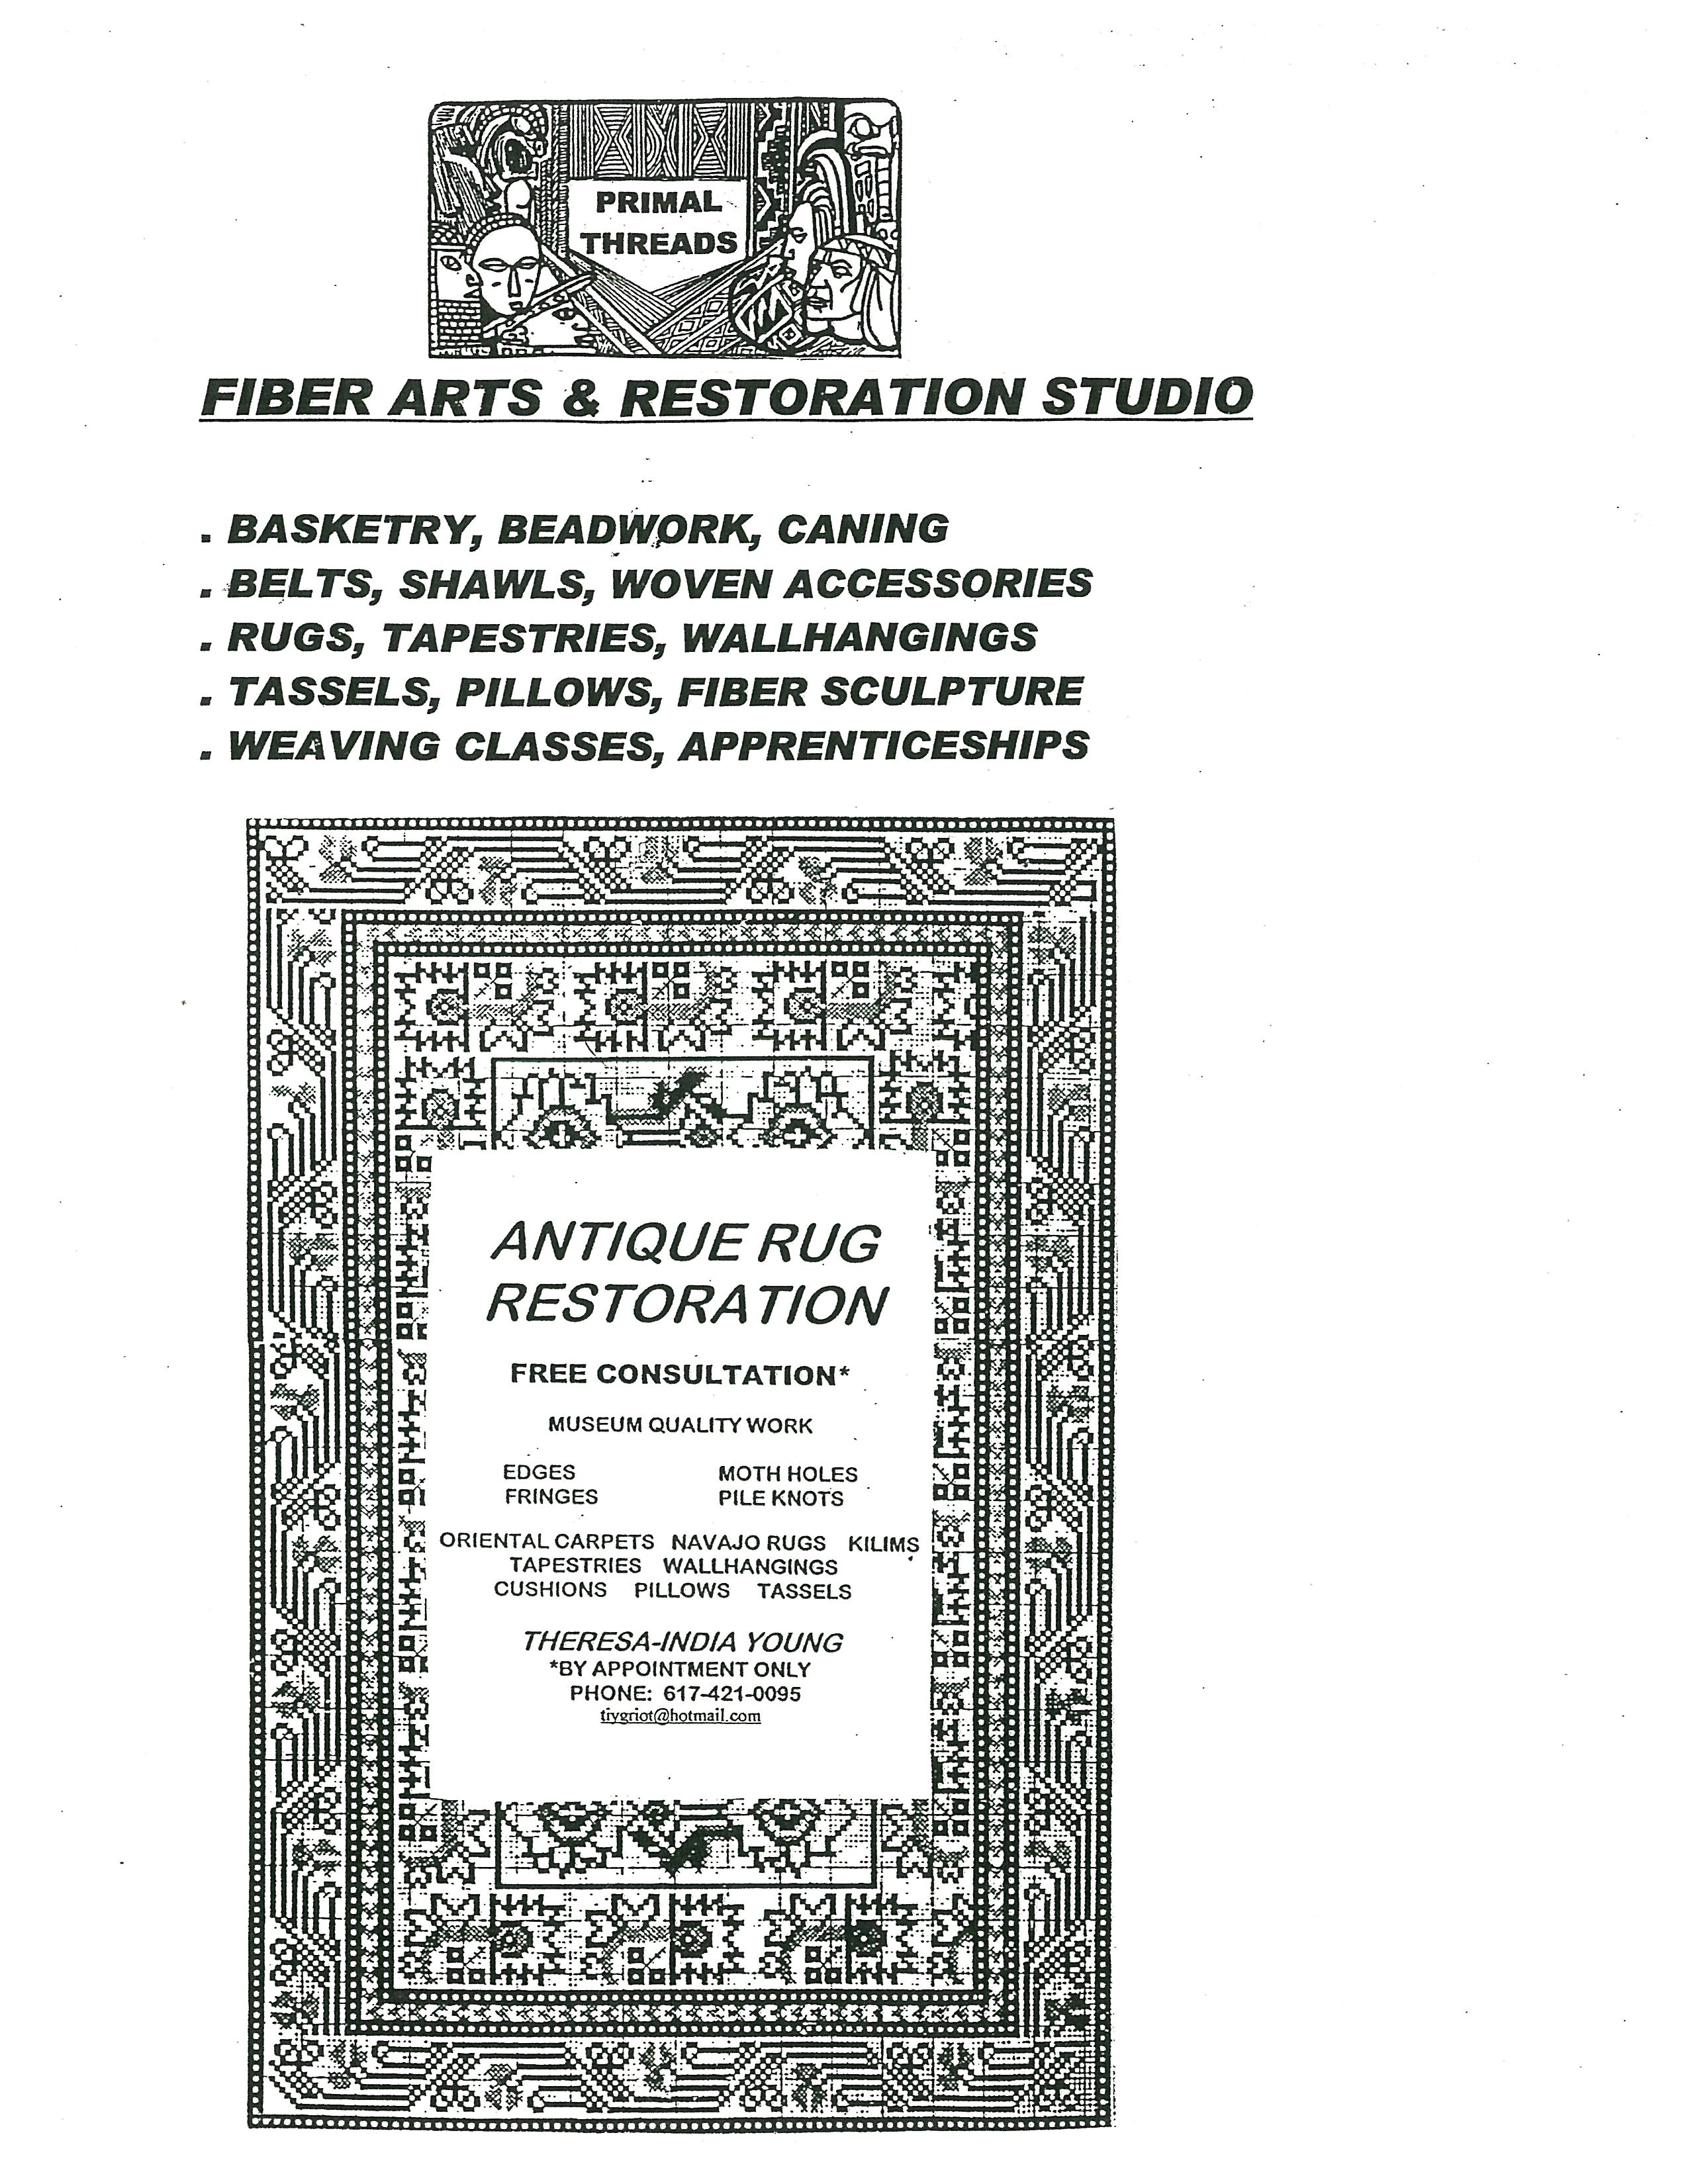 PRIMAL
THREADS
FIBER ARTS & RESTORATION STUDIO
. BASKETRY, BEADWORK, CANING
. BELTS, SHAWLS, WOVEN ACCESSORIES
. RUGS, TAPESTRIES, WALLHANGINGS
. TASSELS, PILLOWS, FIBER SCULPTURE
. WEAVING CLASSES, APPRENTICESHIPS
ANTIQUE RUG
RESTORATION
FREE CONSULTATION*
MUSEUM QUALITY WORK
EDGES MOTH HOLES
FRINGES PILE KNOTS
ORIENTAL CARPETS NAVAJO RUGS KILIMS
TAPESTRIES WALLHANGINGS
CUSHIONS PILLOWS TASSELS
THERESA-INDIA YOUNG
*BY APPOINTMENT ONLY
PHONE: 617-421-0095
tiygriot@hotmail.com